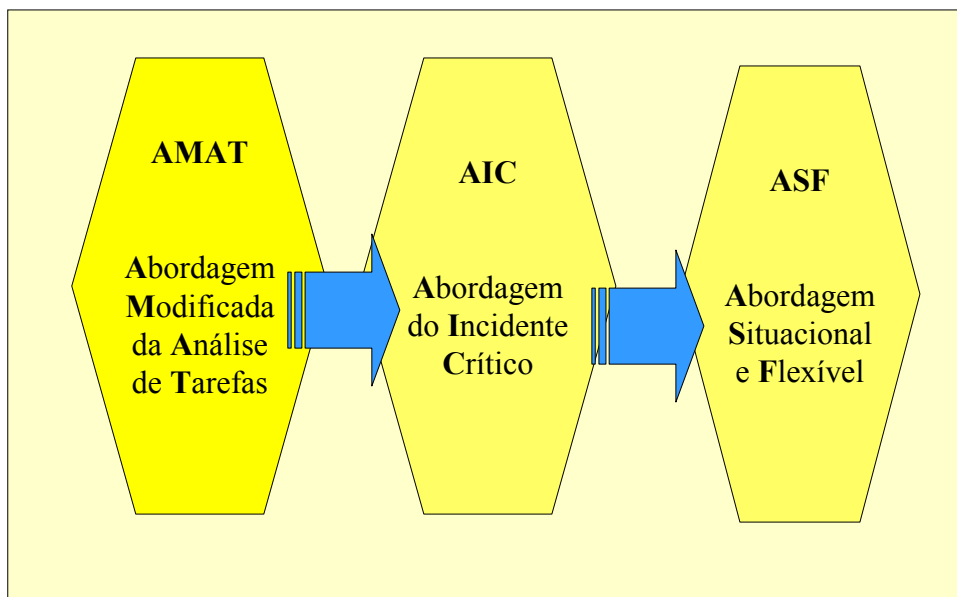 AMAT
Abordagem
Modificada
da Análise
de Tarefas
AIC
Abordagem
do Incidente
Crítico
ASF
Abordagem
Situacional
e Flexível